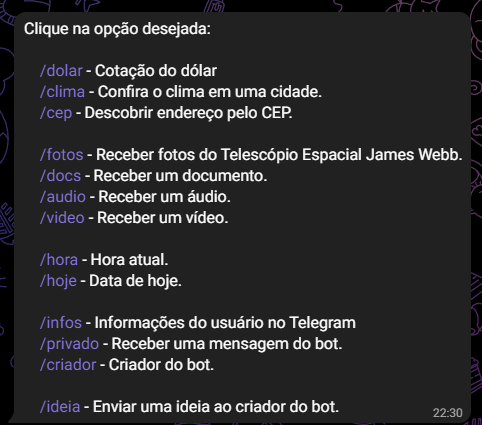 Clique na opção desejada:
/dolar - Cotação do dólar
/clima - Confira o clima em uma cidade.
/cep - Descobrir endereço pelo CEP.
/fotos - Receber fotos do Telescópio Espacial James Webb.
/docs - Receber um documento.
/audio - Receber um áudio.
/video - Receber um vídeo.
/hora - Hora atual.
/hoje - Data de hoje.
/infos - Informações do usuário no Telegram
/privado - Receber uma mensagem do bot.
/criador - Criador do bot.
/ideia - Enviar uma ideia ao criador do bot.
22:30